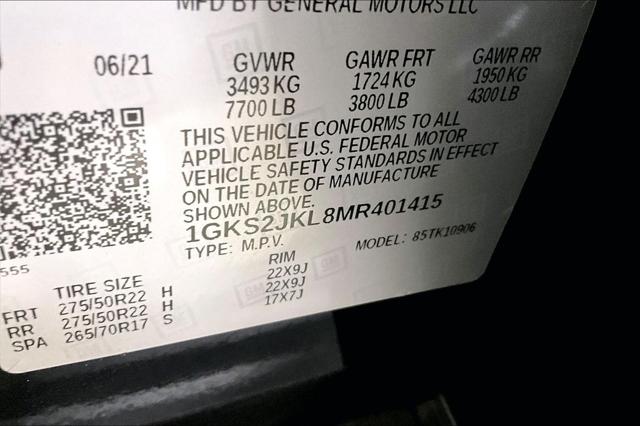 MFD BY GENERAL MOTORS LLC
06/21 GVWR GAWR FRT GAWR RR
3493 KG 1724 KG 1950 KG
7700 LB 3800 LB 4300 LB
THIS VEHICLE CONFORMS TO ALL
APPLICABLE U.S. FEDERAL MOTOR
VEHICLE SAFETY STANDARDS IN EFFECT
ON THE DATE OF MANUFACTURE
SHOWN ABOVE.
1GKS2JKL8MR401415
TYPE: M.P.V. MODEL: 85TK10906
555
TIRE SIZE RIM
FRT 275/50R22 H 22X9J
RR 275/50R22 H 22X9J
SPA 265/70R17 S 17X7J
GM
GM